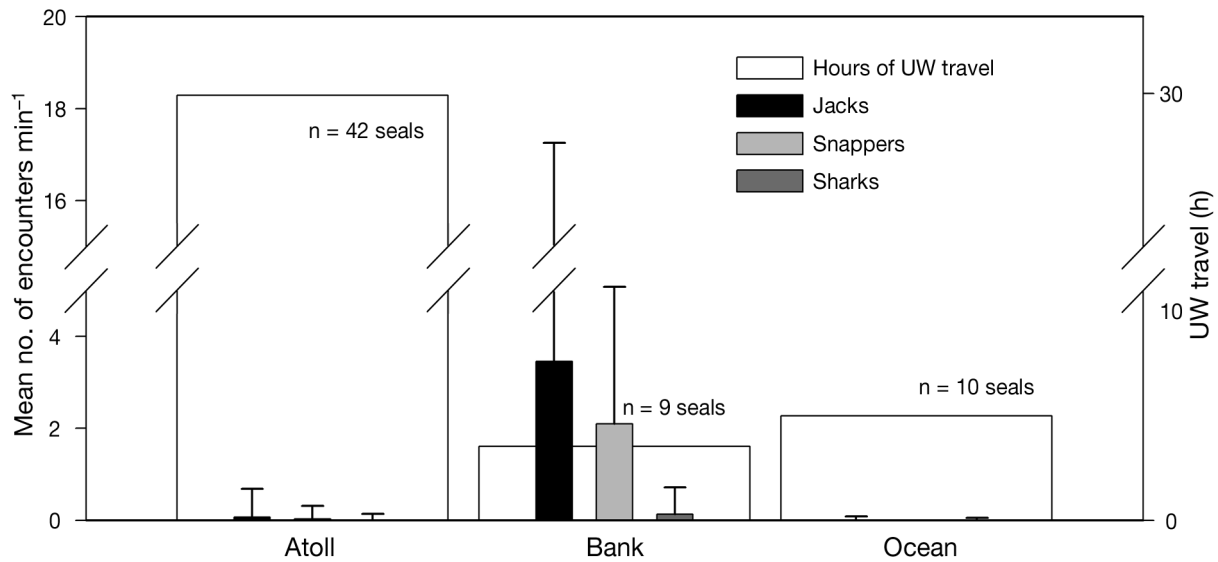 20
18
16
4
2
0
Mean no. of encounters min⁻¹
n = 42 seals
Hours of UW travel
Jacks
Snappers
Sharks
n = 9 seals
n = 10 seals
30
10
0
UW travel (h)
Atoll
Bank
Ocean